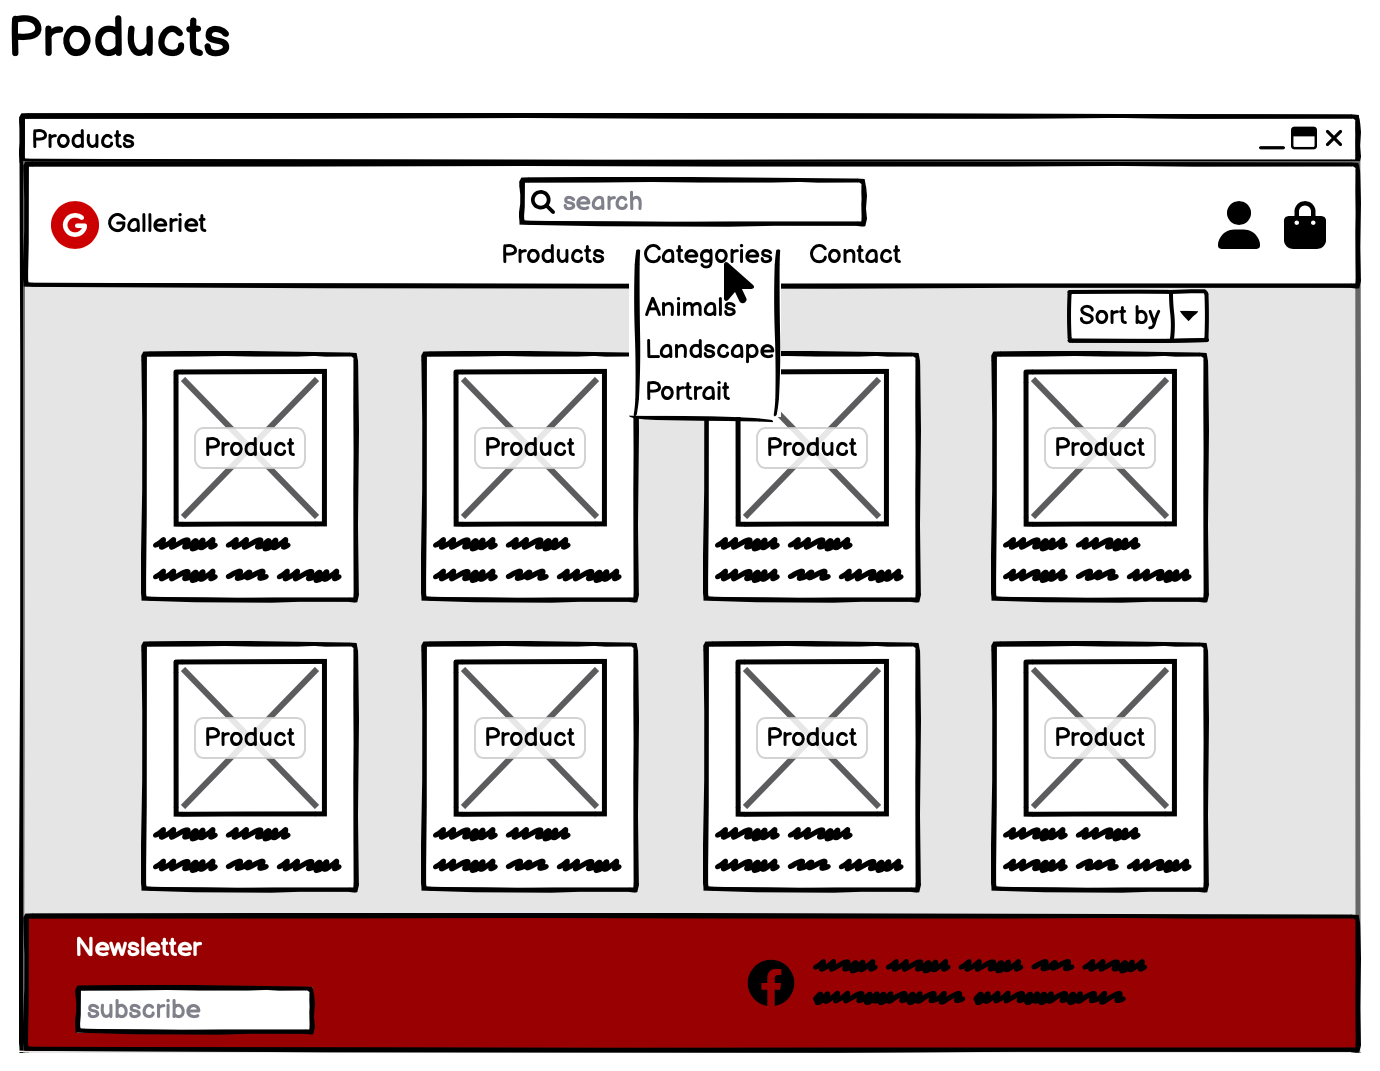 Products
Products
search
G Galleriet
Products Categories Contact
Animals
Landscape
Portrait
Sort by
Product Product Product Product
Product Product Product Product
Newsletter
subscribe